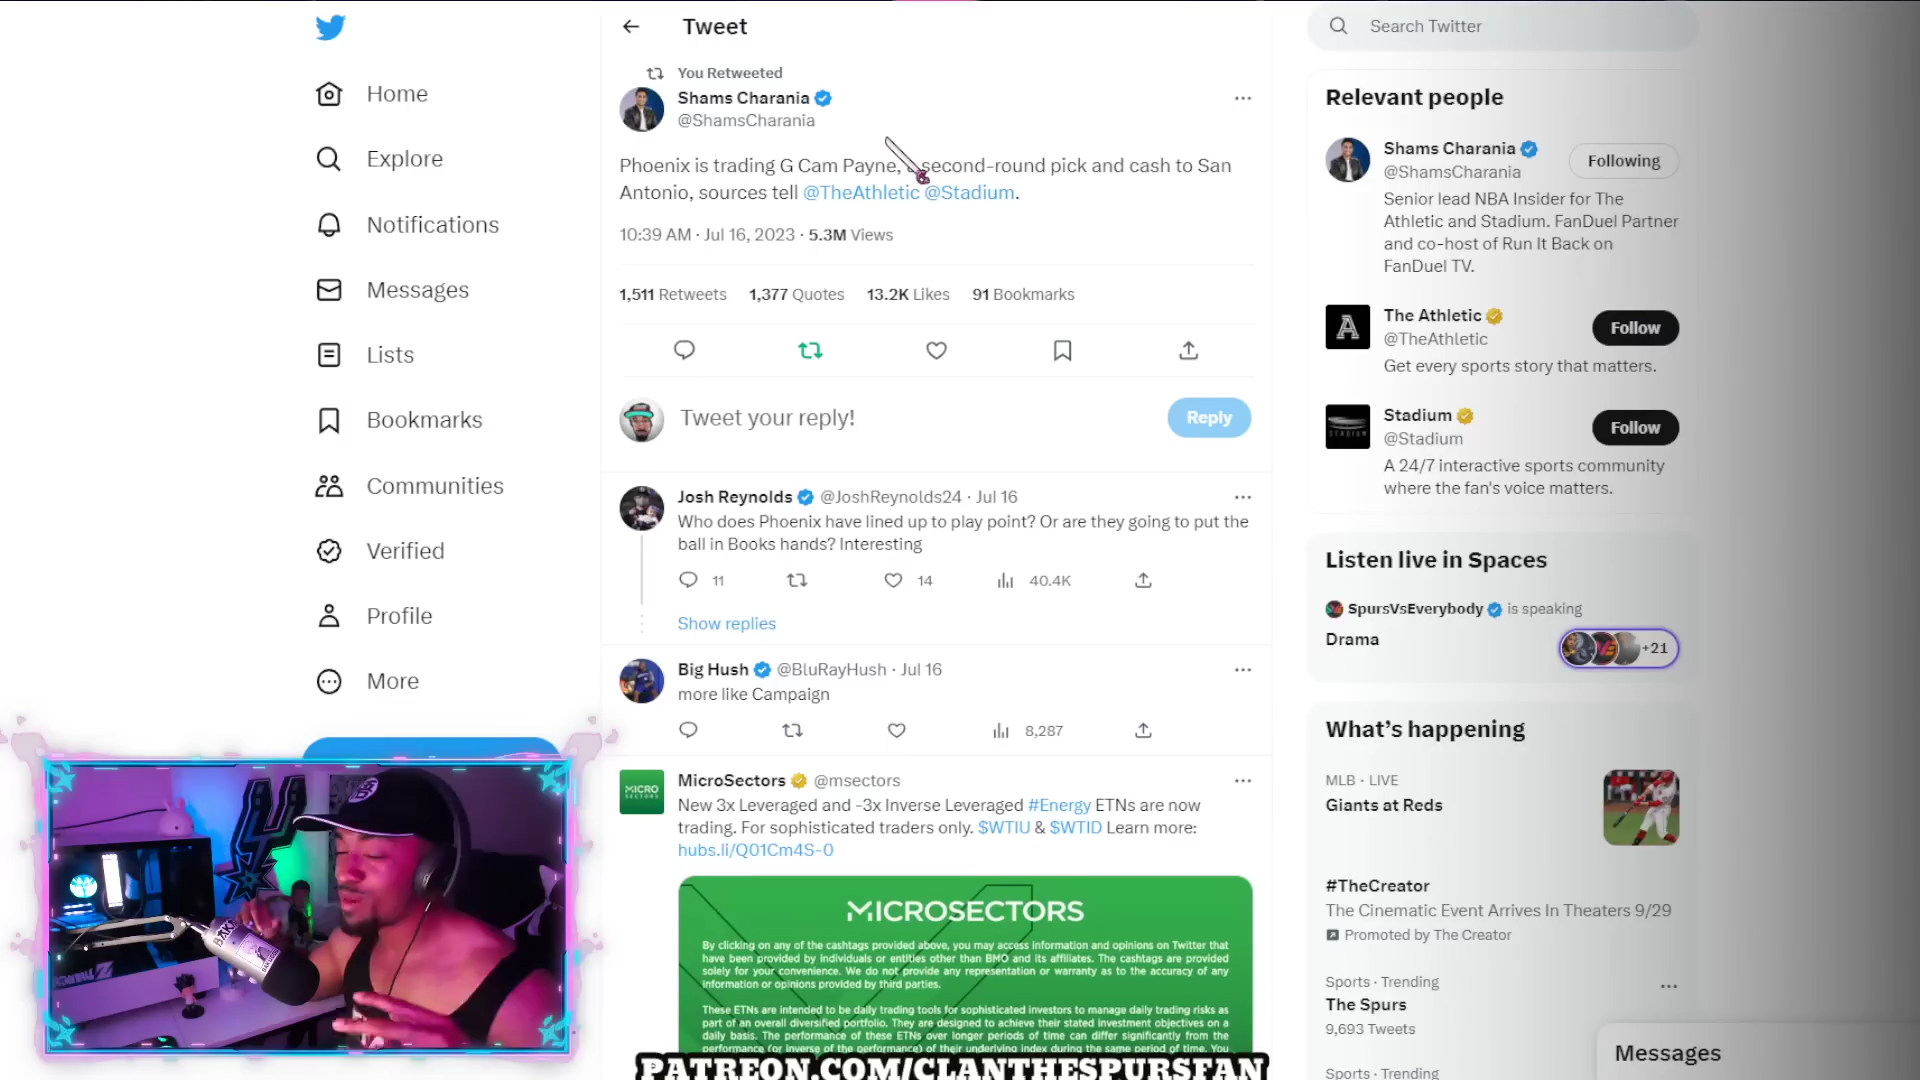 Home
Explore
Notifications
Messages
Lists
Bookmarks
Communities
Verified
Profile
More
Tweet
You Retweeted
Shams Charania
@ShamsCharania
Phoenix is trading G Cam Payne, a second-round pick and cash to San
Antonio, sources tell @TheAthletic @Stadium.
10:39 AM · Jul 16, 2023 · 5.3M Views
1,511 Retweets 1,377 Quotes 13.2K Likes 91 Bookmarks
Tweet your reply!
Reply
Josh Reynolds @JoshReynolds24 · Jul 16
Who does Phoenix have lined up to play point? Or are they going to put the
ball in Books hands? Interesting
11 14 40.4K
Show replies
Big Hush @BluRayHush · Jul 16
more like Campaign
8,287
MICRO
SECTORS
MicroSectors @msectors
New 3x Leveraged and -3x Inverse Leveraged #Energy ETNs are now
trading. For sophisticated traders only. $WTIU & $WTID Learn more:
hubs.li/Q01Cm4S-0
MICROSECTORS
By clicking on any of the cashtags provided above, you may access information and opinions on Twitter that
have been provided by individuals or entities other than BMO and its affiliates. The cashtags are provided
solely for your convenience. We do not provide any representation or warranty as to the accuracy of any
information or opinions provided by third parties.
These ETNs are intended to be daily trading tools for sophisticated investors to manage daily trading risks as
part of an overall diversified portfolio. They are designed to achieve their stated investment objectives on a
daily basis. The performance of these ETNs over longer periods of time can differ significantly from the
performance (or inverse of the performance) of their underlying index during the same period of time. You
PATREON.COM/CLANTHESPURSFAN
Search Twitter
Relevant people
Shams Charania
@ShamsCharania
Following
Senior lead NBA Insider for The
Athletic and Stadium. FanDuel Partner
and co-host of Run It Back on
FanDuel TV.
A
The Athletic
@TheAthletic
Follow
Get every sports story that matters.
STADIUM
Stadium
@Stadium
Follow
A 24/7 interactive sports community
where the fan's voice matters.
Listen live in Spaces
SpursVsEverybody is speaking
Drama
+21
What's happening
MLB · LIVE
Giants at Reds
#TheCreator
The Cinematic Event Arrives In Theaters 9/29
Promoted by The Creator
Sports · Trending
The Spurs
9,693 Tweets
Sports · Trending
Messages